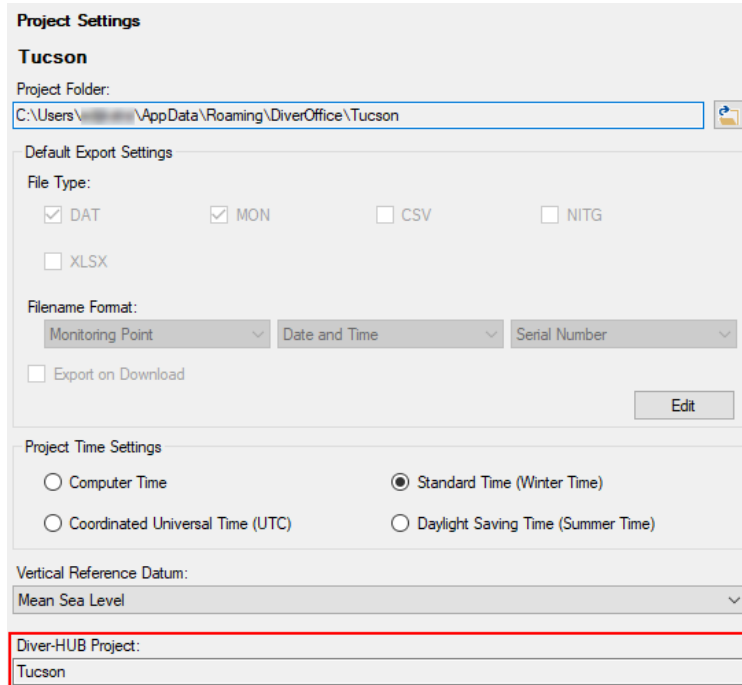 Project Settings
Tucson
Project Folder:
C:\Users\ \AppData\Roaming\DiverOffice\Tucson
Default Export Settings
File Type:
DAT MON CSV NITG
XLSX
Filename Format:
Monitoring Point Date and Time Serial Number
Export on Download
Edit
Project Time Settings
Computer Time Standard Time (Winter Time)
Coordinated Universal Time (UTC) Daylight Saving Time (Summer Time)
Vertical Reference Datum:
Mean Sea Level
Diver-HUB Project:
Tucson